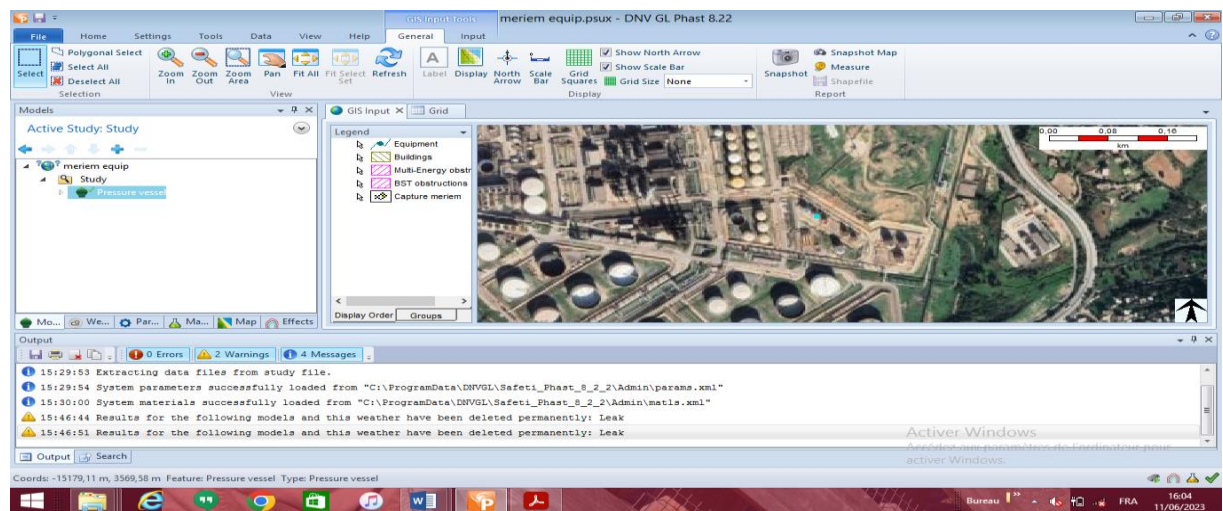 GIS Input Tools meriem equip.psux - DNV GL Phast 8.22
File Home Settings Tools Data View Help General Input
Select
Polygonal Select
Select All
Deselect All
Selection
Zoom In
Zoom Out
Zoom Area
Pan
Fit All
Fit Select Set
Refresh
View
Label
Display
North Arrow
Scale Bar
Grid Squares
Show North Arrow
Show Scale Bar
Grid Size None
Display
Snapshot
Snapshot Map
Measure
Shapefile
Report
Models
Active Study: Study
meriem equip
Study
Pressure vessel
Mo... We... Par... Ma... Map Effects
GIS Input Grid
Legend
Equipment
Buildings
Multi-Energy obstr
BST obstructions
Capture meriem
Display Order Groups
0,00 0,08 0,16
km
Output
0 Errors 2 Warnings 4 Messages
15:29:53 Extracting data files from study file.
15:29:54 System parameters successfully loaded from "C:\ProgramData\DNVGL\Safeti_Phast_8_2_2\Admin\params.xml"
15:30:00 System materials successfully loaded from "C:\ProgramData\DNVGL\Safeti_Phast_8_2_2\Admin\matls.xml"
15:46:44 Results for the following models and this weather have been deleted permanently: Leak
15:46:51 Results for the following models and this weather have been deleted permanently: Leak
Activer Windows
Accédez aux paramètres de l'ordinateur pour
activer Windows.
Output Search
Coords: -15179,11 m, 3569,58 m Feature: Pressure vessel Type: Pressure vessel
Bureau FRA 16:04
11/06/2023